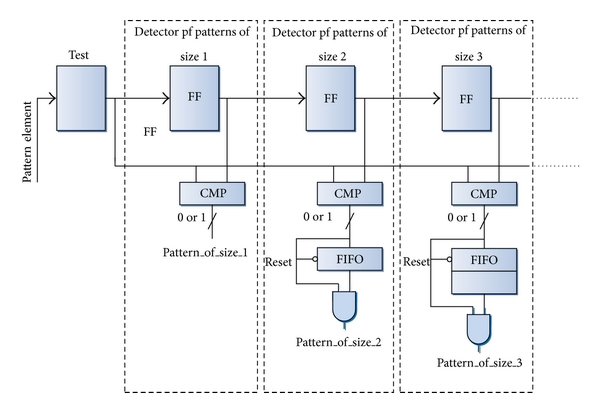 Detector pf patterns of
size 1
Detector pf patterns of
size 2
Detector pf patterns of
size 3
Test
Pattern element
FF
FF
FF
FF
CMP
CMP
CMP
0 or 1
0 or 1
0 or 1
Pattern_of_size_1
Reset
FIFO
Reset
FIFO
Pattern_of_size_2
Pattern_of_size_3